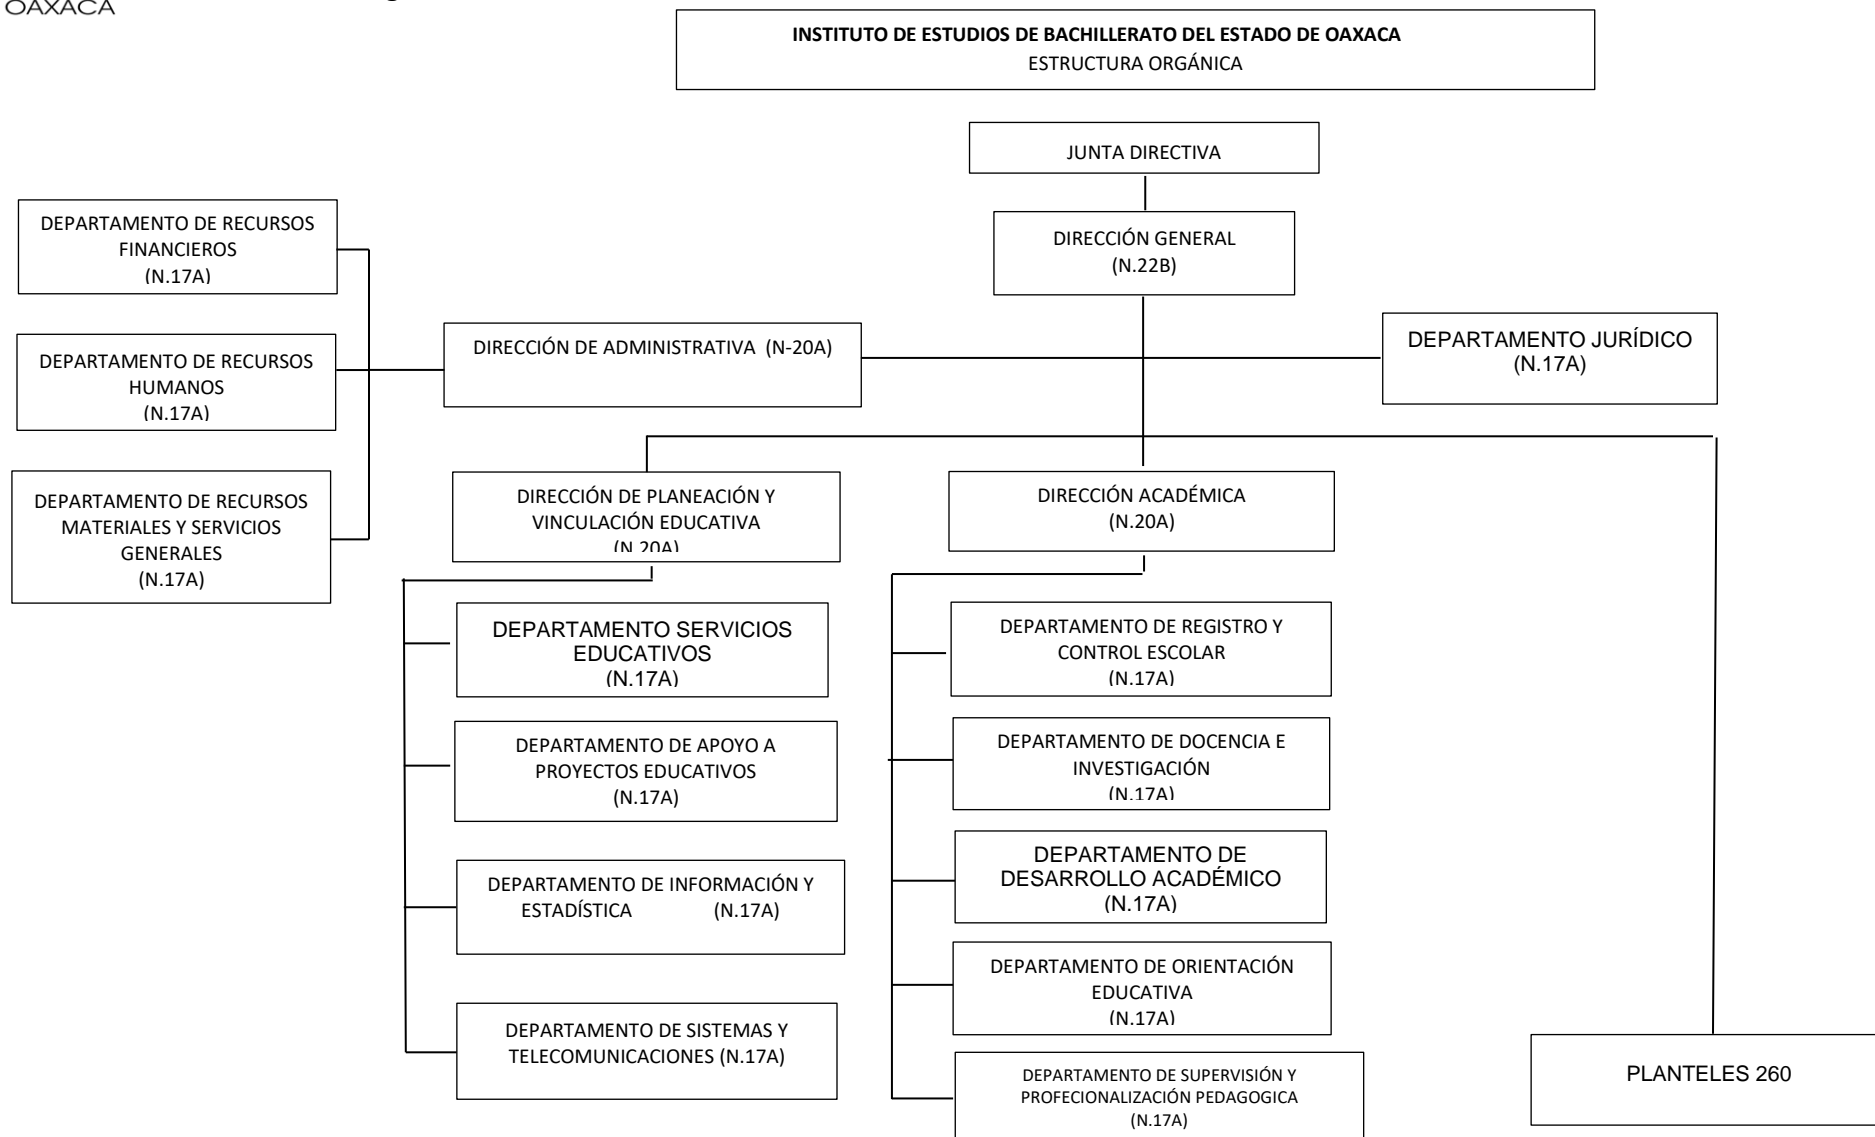 OAXACA
INSTITUTO DE ESTUDIOS DE BACHILLERATO DEL ESTADO DE OAXACA
ESTRUCTURA ORGÁNICA
JUNTA DIRECTIVA
DIRECCIÓN GENERAL
(N.22B)
DEPARTAMENTO DE RECURSOS
FINANCIEROS
(N.17A)
DEPARTAMENTO DE RECURSOS
HUMANOS
(N.17A)
DEPARTAMENTO DE RECURSOS
MATERIALES Y SERVICIOS
GENERALES
(N.17A)
DIRECCIÓN DE ADMINISTRATIVA (N-20A)
DEPARTAMENTO JURÍDICO
(N.17A)
DIRECCIÓN DE PLANEACIÓN Y
VINCULACIÓN EDUCATIVA
(N.20A)
DEPARTAMENTO SERVICIOS
EDUCATIVOS
(N.17A)
DEPARTAMENTO DE APOYO A
PROYECTOS EDUCATIVOS
(N.17A)
DEPARTAMENTO DE INFORMACIÓN Y
ESTADÍSTICA (N.17A)
DEPARTAMENTO DE SISTEMAS Y
TELECOMUNICACIONES (N.17A)
DIRECCIÓN ACADÉMICA
(N.20A)
DEPARTAMENTO DE REGISTRO Y
CONTROL ESCOLAR
(N.17A)
DEPARTAMENTO DE DOCENCIA E
INVESTIGACIÓN
(N.17A)
DEPARTAMENTO DE
DESARROLLO ACADÉMICO
(N.17A)
DEPARTAMENTO DE ORIENTACIÓN
EDUCATIVA
(N.17A)
DEPARTAMENTO DE SUPERVISIÓN Y
PROFECIONALIZACIÓN PEDAGOGICA
(N.17A)
PLANTELES 260